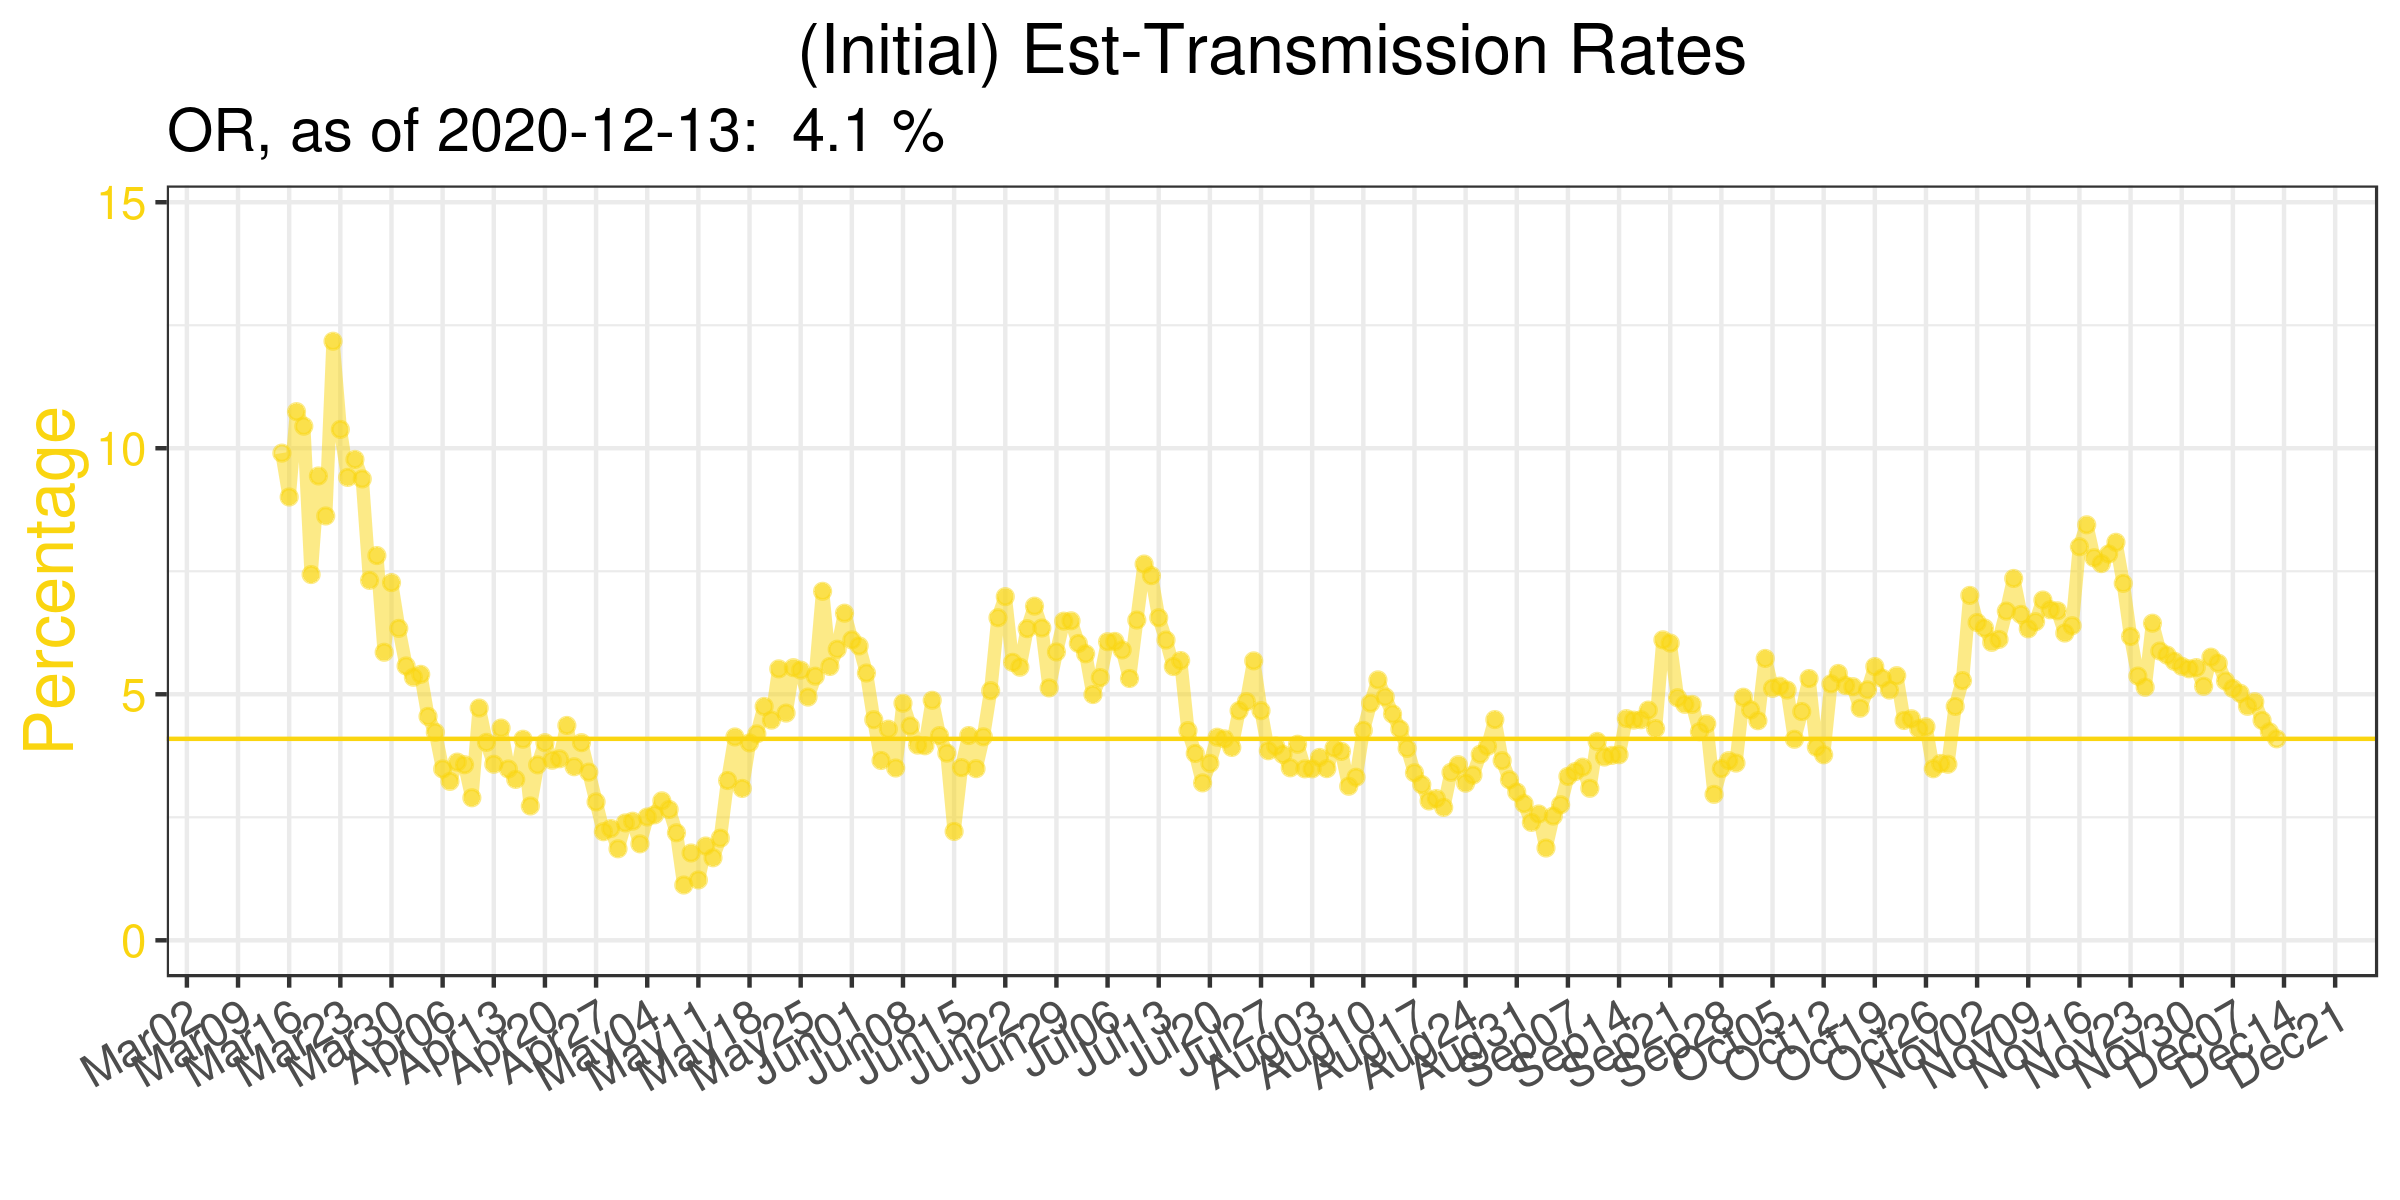 (Initial) Est-Transmission Rates
OR, as of 2020-12-13:  4.1 %
Percentage
15
10
5
0
Mar02
Mar09
Mar16
Mar23
Mar30
Apr06
Apr13
Apr20
Apr27
May04
May11
May18
May25
Jun01
Jun08
Jun15
Jun22
Jun29
Jul06
Jul13
Jul20
Jul27
Aug03
Aug10
Aug17
Aug24
Aug31
Sep07
Sep14
Sep21
Sep28
Oct05
Oct12
Oct19
Oct26
Nov02
Nov09
Nov16
Nov23
Nov30
Dec07
Dec14
Dec21